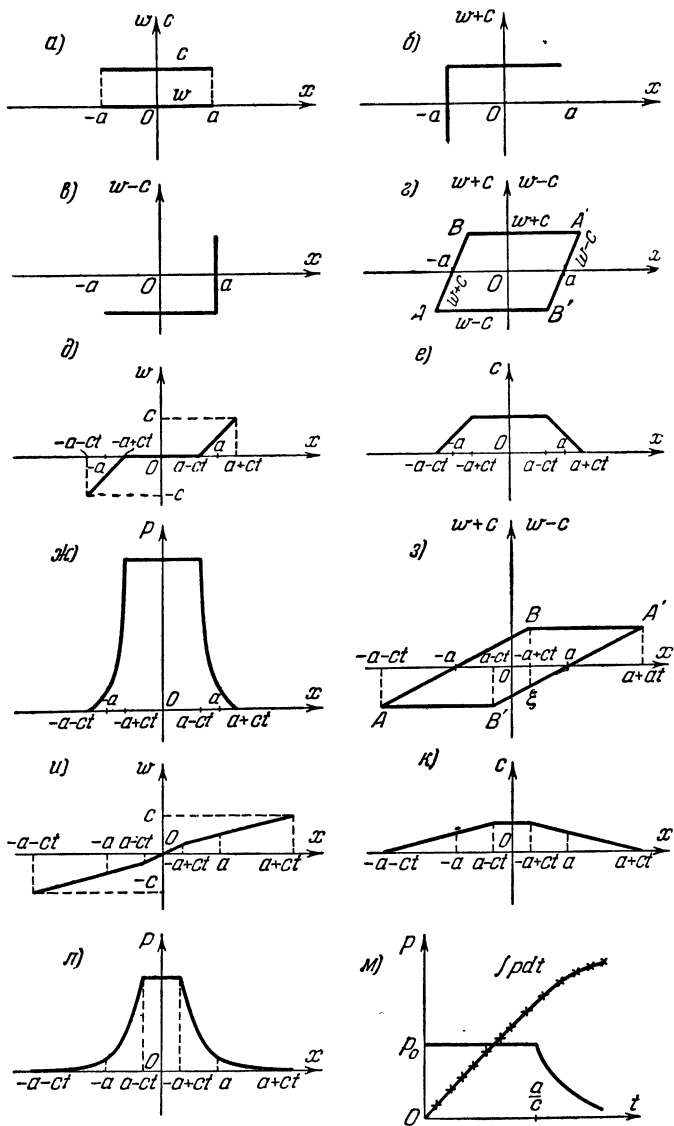 а)
w c
c
w
-a 0 a x
б)
w+c
-a 0 a x
в)
w-c
-a 0 a x
г)
w+c w-c
B w+c A'
-a 0 a x
w+c
w-c
A w-c B'
д)
w
c
-a-ct -a+ct x
-a 0 a-ct a a+ct
-c
е)
c
x
-a 0 a
-a-ct -a+ct a-ct a+ct
ж)
p
-a 0 a x
-a-ct -a+ct a-ct a+ct
з)
w+c w-c
B A'
-a-ct -a a-ct -a+ct a x
0 a+at
A B' ξ
и)
w
c
-a-ct -a a-ct 0 x
-a+ct a a+ct
-c
к)
c
0 x
-a-ct -a a-ct -a+ct a a+ct
л)
p
0 x
-a-ct -a a-ct -a+ct a a+ct
м)
p
∫pdt
p₀
0 a/c t